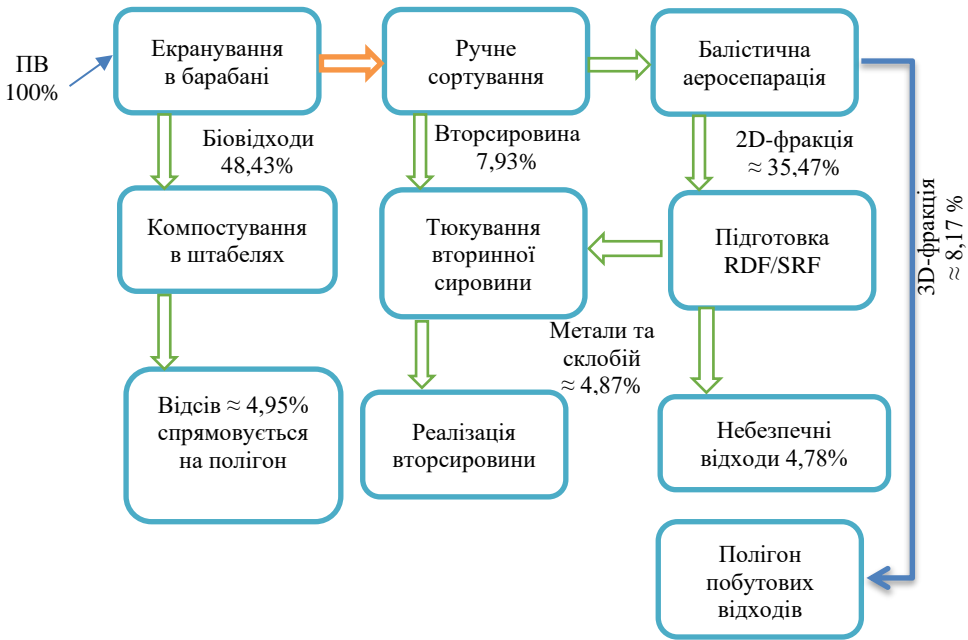 ПВ
100%
Екранування
в барабані
Ручне
сортування
Балістична
аеросепарація
Біовідходи
48,43%
Вторсировина
7,93%
2D-фракція
≈ 35,47%
3D-фракція
≈ 8,17 %
Компостування
в штабелях
Тюкування
вторинної
сировини
Підготовка
RDF/SRF
Метали та
склобій
≈ 4,87%
Відсів ≈ 4,95%
спрямовується
на полігон
Реалізація
вторсировини
Небезпечні
відходи 4,78%
Полігон
побутових
відходів